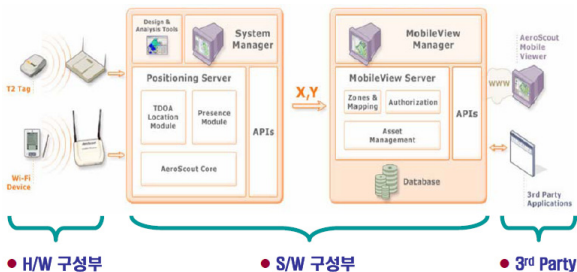 Design &
Analysis Tools
System
Manager
MobileView
Manager
AeroScout
Mobile
Viewer
T2 Tag
Positioning Server
TDOA
Location
Module
Presence
Module
APIs
AeroScout Core
X,Y
MobileView Server
Zones &
Mapping
Authorization
Asset
Management
APIs
Database
WWW
Wi-Fi
Device
3rd Party
Applications
• H/W 구성부
• S/W 구성부
• 3rd Party